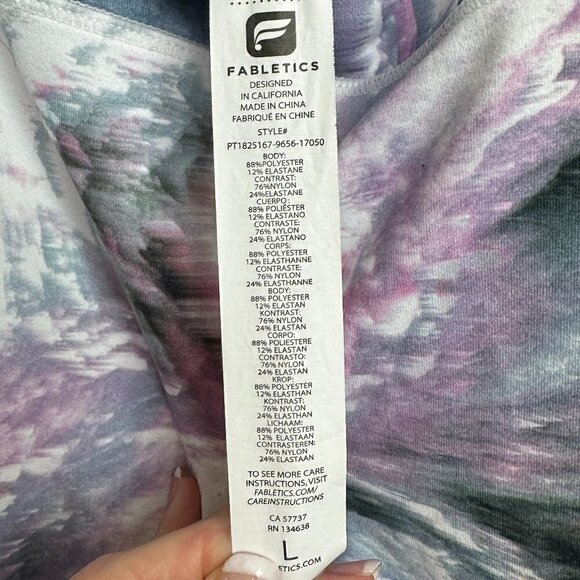 FABLETICS
DESIGNED
IN CALIFORNIA
MADE IN CHINA
FABRIQUÉ EN CHINE
STYLE#
PT1825167-9656-17050
BODY:
88%POLYESTER
12% ELASTANE
CONTRAST:
76%NYLON
24%ELASTANE
CUERPO:
88% POLIÉSTER
12% ELASTANO
CONTRASTE:
76% NYLON
24% ELASTANO
CORPS:
88% POLYESTER
12% ELASTHANNE
CONTRASTE:
76% NYLON
24% ELASTHANNE
BODY:
88% POLYESTER
12% ELASTAN
KONTRAST:
76% NYLON
24% ELASTAN
CORPO:
88% POLIESTERE
12% ELASTAN
CONTRASTO:
76% NYLON
24% ELASTAN
KROP:
88% POLYESTER
12% ELASTHAN
KONTRAST:
76% NYLON
24% ELASTHAN
LICHAAM:
88% POLYESTER
12% ELASTAAN
CONTRASTEREN:
76% NYLON
24% ELASTAAN
TO SEE MORE CARE
INSTRUCTIONS, VISIT
FABLETICS.COM/
CAREINSTRUCTIONS
CA 57737
RN 134638
L
ETICS.COM